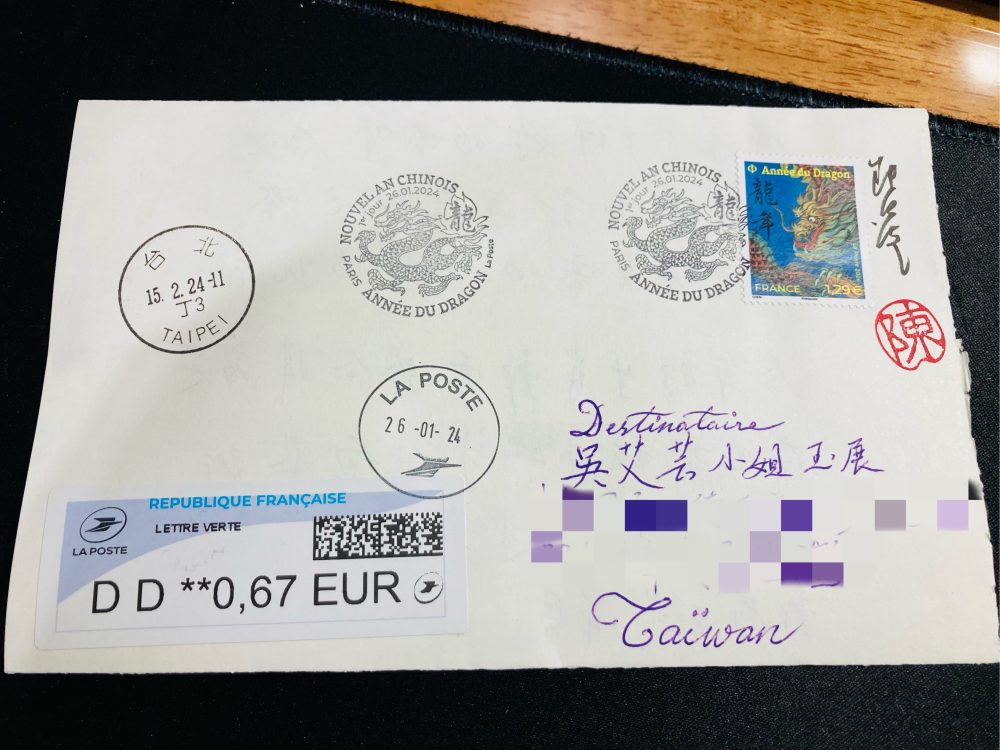 NOUVEL AN CHINOIS
1er jour 26.01.2024
龍
PARIS
LA POSTE
ANNÉE DU DRAGON
NOUVEL AN CHINOIS
1er jour 26.01.2024
龍
PARIS
ANNÉE DU DRAGON
Année du Dragon
龍年
FRANCE
1,29€
台北
15. 2. 24-11
丁3
TAIPEI
陳
LA POSTE
26-01-24
Destinataire
吳艾芸小姐玉展
Taïwan
REPUBLIQUE FRANÇAISE
LETTRE VERTE
LA POSTE
D D **0,67 EUR